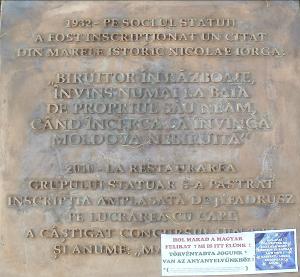 1932 - PE SOCLUL STATUII
A FOST INSCRIPȚIONAT UN CITAT
DIN MARELE ISTORIC NICOLAE IORGA:
„BIRUITOR ÎN RĂZBOAIE,
ÎNVINS NUMAI LA BAIA
DE PROPRIUL SĂU NEAM,
CÂND ÎNCERCA A ÎNVINGE
MOLDOVA NEBIRUITĂ”
2010 - LA RESTAURAREA
GRUPULUI STATUAR S-A PĂSTRAT
INSCRIPȚIA AMPLASATĂ DE J. FADRUSZ
PE LUCRAREA CU CARE
A CÂȘTIGAT CONCURSUL
ȘI ANUME:
HOL MARAD A MAGYAR
FELIRAT ? MI IS ITT ÉLÜNK !
TÖRVÉNYADTA JOGUNK
VAN AZ ANYANYELVÜNKHÖZ